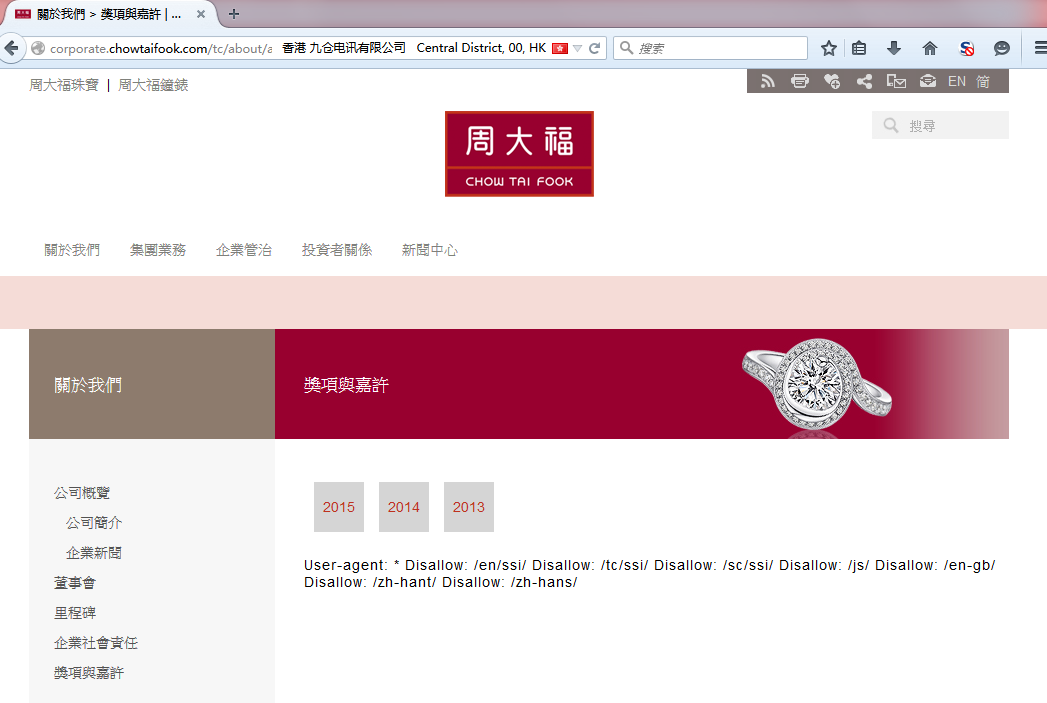 關於我們 > 獎項與嘉許 | ...
corporate.chowtaifook.com/tc/about/a 香港 九仓电讯有限公司 Central District, 00, HK
搜索
周大福珠寶 | 周大福鐘錶
EN 简
搜尋
周大福
CHOW TAI FOOK
關於我們 集團業務 企業管治 投資者關係 新聞中心
關於我們
獎項與嘉許
公司概覽
公司簡介
企業新聞
董事會
里程碑
企業社會責任
獎項與嘉許
2015 2014 2013
User-agent: * Disallow: /en/ssi/ Disallow: /tc/ssi/ Disallow: /sc/ssi/ Disallow: /js/ Disallow: /en-gb/
Disallow: /zh-hant/ Disallow: /zh-hans/